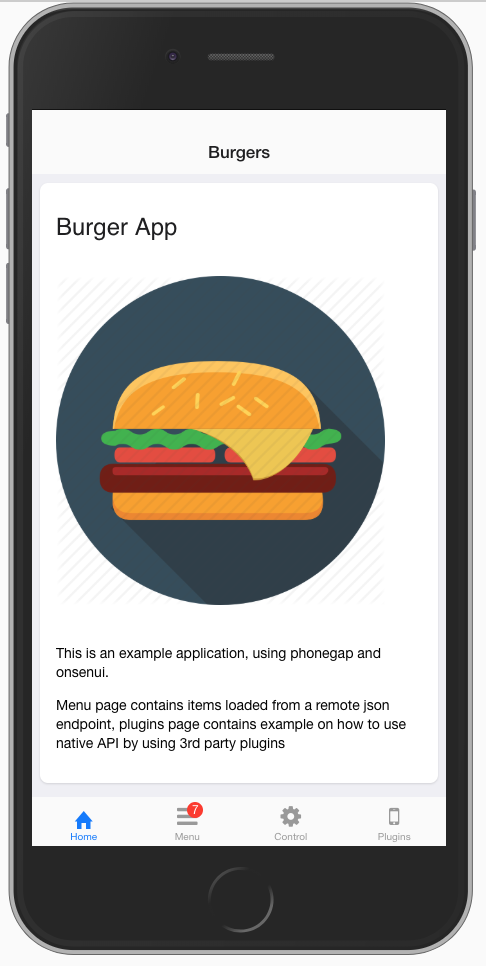 Burgers
Burger App
This is an example application, using phonegap and
onsenui.
Menu page contains items loaded from a remote json
endpoint, plugins page contains example on how to use
native API by using 3rd party plugins
7
Home
Menu
Control
Plugins